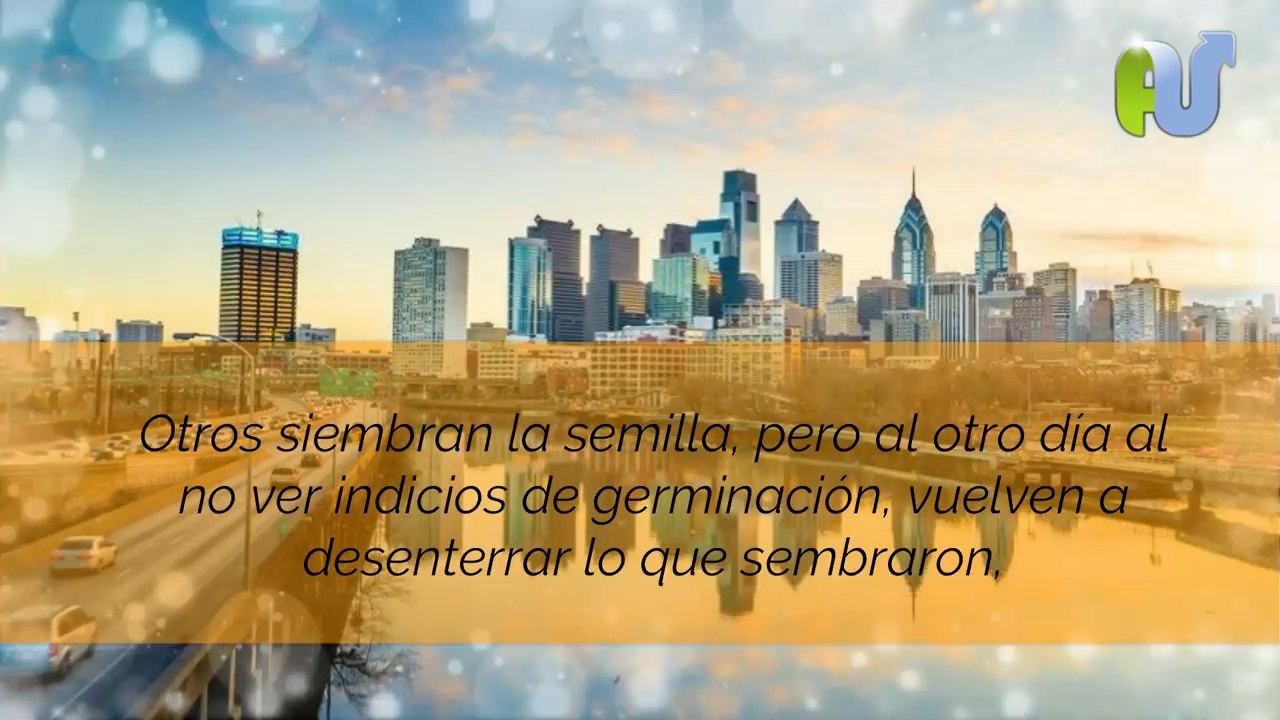 AU
Otros siembran la semilla, pero al otro día al
no ver indicios de germinación, vuelven a
desenterrar lo que sembraron,